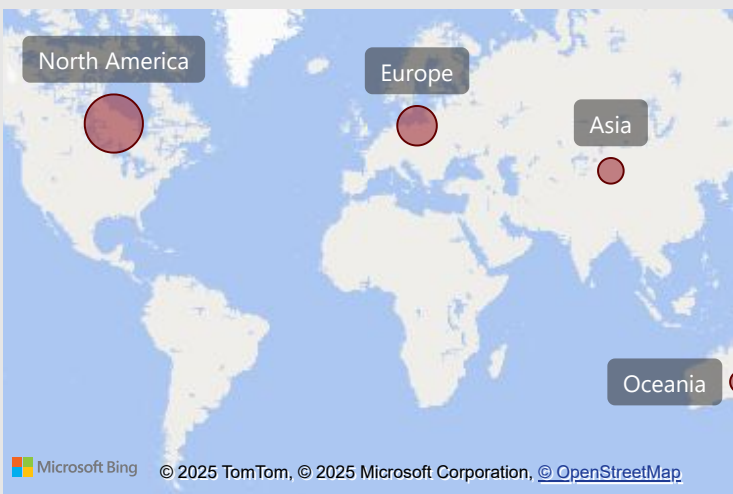 North America
Europe
Asia
Oceania
Microsoft Bing
© 2025 TomTom, © 2025 Microsoft Corporation, © OpenStreetMap